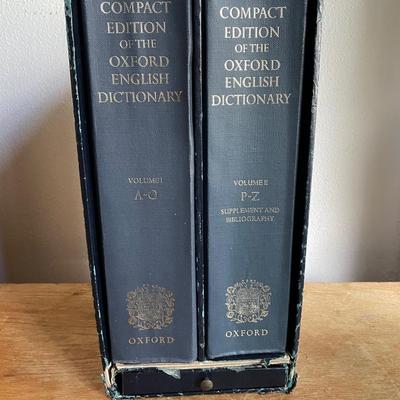 COMPACT
EDITION
OF THE
OXFORD
ENGLISH
DICTIONARY
VOLUME I
A-O
OXFORD
COMPACT
EDITION
OF THE
OXFORD
ENGLISH
DICTIONARY
VOLUME II
P-Z
SUPPLEMENT AND
BIBLIOGRAPHY
OXFORD